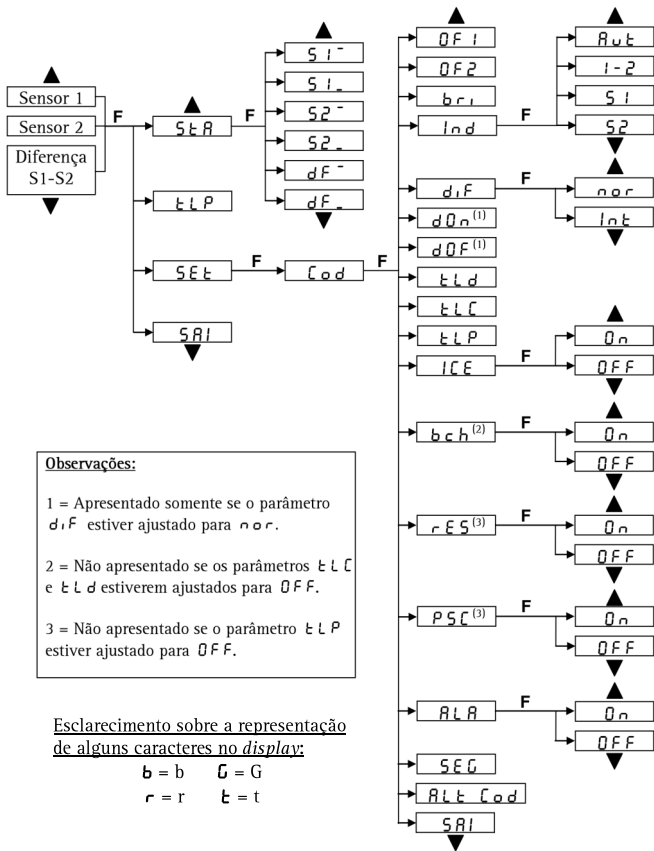 Sensor 1
Sensor 2
Diferença
S1-S2
F
StA
tLP
SEt
SAI
F
S1¯
S1_
S2¯
S2_
dF¯
dF_
F
Cod
F
OF1
OF2
bri
Ind
F
Aut
1-2
S1
S2
diF
F
nor
Int
dOn(1)
dOF(1)
tLd
tLC
tLP
ICE
F
On
OFF
bch(2)
F
On
OFF
rES(3)
F
On
OFF
PSC(3)
F
On
OFF
ALA
F
On
OFF
SEG
ALt Cod
SAI
Observações:
1 = Apresentado somente se o parâmetro
diF estiver ajustado para nor.
2 = Não apresentado se os parâmetros tLC
e tLd estiverem ajustados para OFF.
3 = Não apresentado se o parâmetro tLP
estiver ajustado para OFF.
Esclarecimento sobre a representação
de alguns caracteres no display:
b = b G = G
r = r t = t